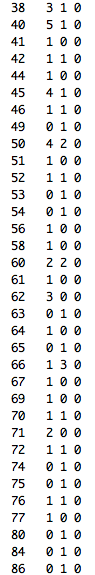 38 3 1 0
40 5 1 0
41 1 0 0
42 1 1 0
44 1 0 0
45 4 1 0
46 1 1 0
49 0 1 0
50 4 2 0
51 1 0 0
52 1 1 0
53 0 1 0
54 0 1 0
56 1 0 0
58 1 0 0
60 2 2 0
61 1 0 0
62 3 0 0
63 0 1 0
64 1 0 0
65 0 1 0
66 1 3 0
67 1 0 0
69 1 0 0
70 1 1 0
71 2 0 0
72 1 1 0
74 0 1 0
75 0 1 0
76 1 1 0
77 1 0 0
80 0 1 0
84 0 1 0
86 0 1 0